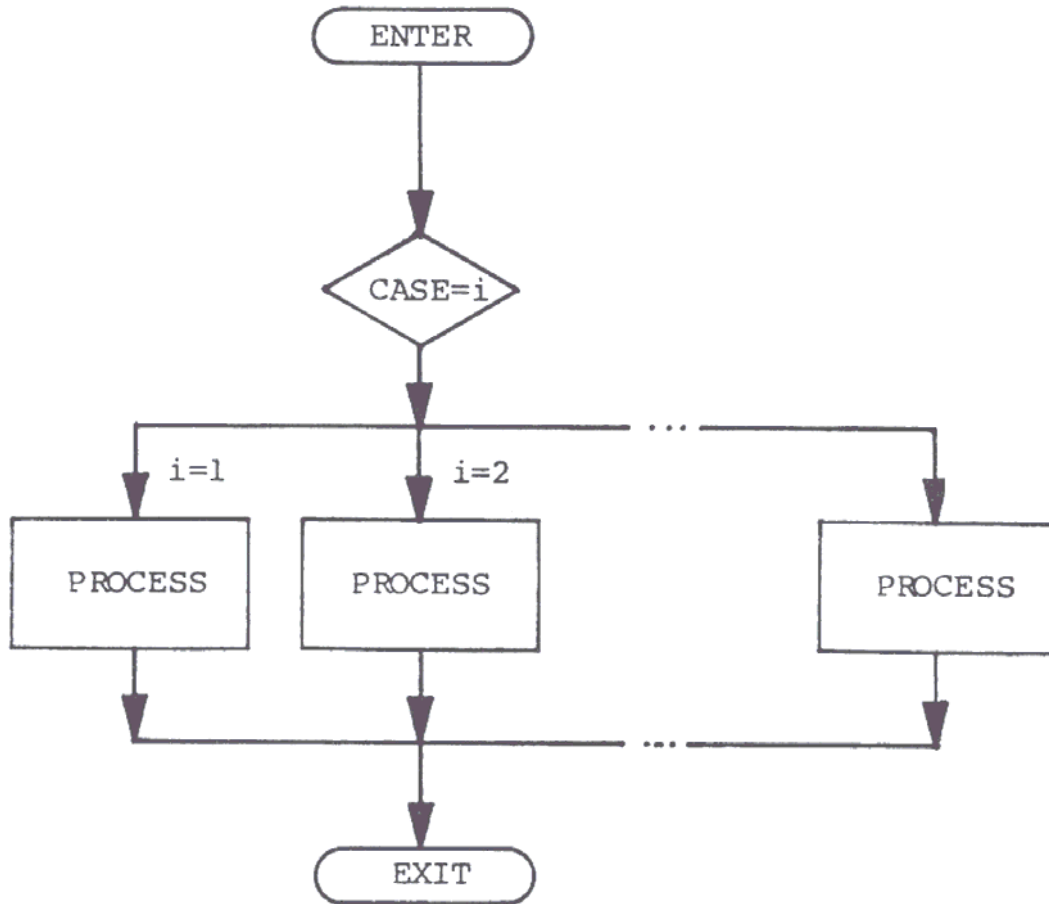 ENTER
CASE=i
...
i=1
i=2
PROCESS
PROCESS
PROCESS
...
EXIT